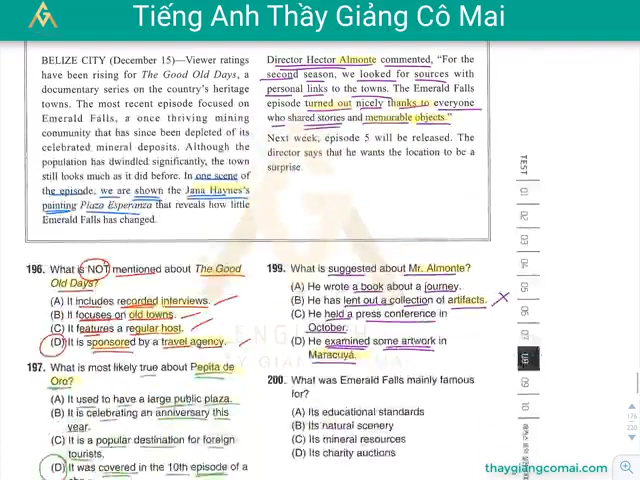 Tiếng Anh Thầy Giảng Cô Mai
BELIZE CITY (December 15)—Viewer ratings
have been rising for The Good Old Days, a
documentary series on the country's heritage
towns. The most recent episode focused on
Emerald Falls, a once thriving mining
community that has since been depleted of its
celebrated mineral deposits. Although the
population has dwindled significantly, the town
still looks much as it did before. In one scene of
the episode, we are shown the Jana Haynes's
painting Plaza Esperanza that reveals how little
Emerald Falls has changed.
Director Hector Almonte commented, "For the
second season, we looked for sources with
personal links to the towns. The Emerald Falls
episode turned out nicely thanks to everyone
who shared stories and memorable objects."
Next week, episode 5 will be released. The
director says that he wants the location to be a
surprise.
196. What is NOT mentioned about The Good
Old Days?
(A) It includes recorded interviews.
(B) It focuses on old towns.
(C) It features a regular host.
(D) It is sponsored by a travel agency.
197. What is most likely true about Pepita de
Oro?
(A) It used to have a large public plaza.
(B) It is celebrating an anniversary this
year.
(C) It is a popular destination for foreign
tourists.
(D) It was covered in the 10th episode of a
199. What is suggested about Mr. Almonte?
(A) He wrote a book about a journey.
(B) He has lent out a collection of artifacts.
(C) He held a press conference in
October.
(D) He examined some artwork in
Maracuyá.
200. What was Emerald Falls mainly famous
for?
(A) Its educational standards
(B) Its natural scenery
(C) Its mineral resources
(D) Its charity auctions
TEST
01
02
03
04
05
06
07
08
09
10
176
220
thaygiangcomai.com